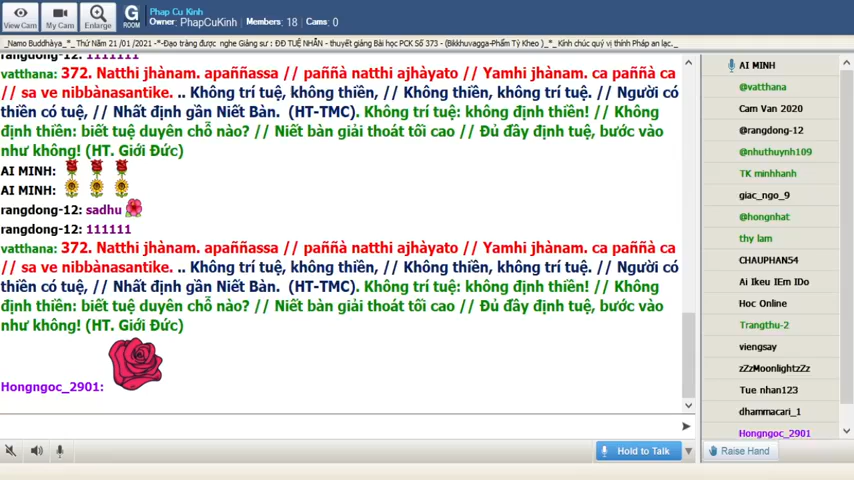 View Cam
My Cam
Enlarge
G ROOM
Phap Cu Kinh
Owner: PhapCuKinh Members: 18 Cams: 0
_Namo Buddhàya_*_ Thứ Năm 21 /01 /2021 -*-Đạo tràng được nghe Giảng sư : ĐĐ TUỆ NHÂN - thuyết giảng Bài học PCK Số 373 - (Bikkhuvagga-Phẩm Tỳ Kheo )_*_ Kính chúc quý vị thính Pháp an lạc._
rangdong-12: 1111111
vatthana: 372. Natthi jhànam. apaññassa // paññà natthi ajhàyato // Yamhi jhànam. ca paññà ca
// sa ve nibbànasantike. .. Không trí tuệ, không thiền, // Không thiền, không trí tuệ. // Người có
thiền có tuệ, // Nhất định gần Niết Bàn. (HT-TMC). Không trí tuệ: không định thiền! // Không
định thiền: biết tuệ duyên chỗ nào? // Niết bàn giải thoát tối cao // Đủ đầy định tuệ, bước vào
như không! (HT. Giới Đức)
AI MINH:
AI MINH:
rangdong-12: sadhu
rangdong-12: 111111
vatthana: 372. Natthi jhànam. apaññassa // paññà natthi ajhàyato // Yamhi jhànam. ca paññà ca
// sa ve nibbànasantike. .. Không trí tuệ, không thiền, // Không thiền, không trí tuệ. // Người có
thiền có tuệ, // Nhất định gần Niết Bàn. (HT-TMC). Không trí tuệ: không định thiền! // Không
định thiền: biết tuệ duyên chỗ nào? // Niết bàn giải thoát tối cao // Đủ đầy định tuệ, bước vào
như không! (HT. Giới Đức)
Hongngoc_2901:
AI MINH
@vatthana
Cam Van 2020
@rangdong-12
@nhuthuynh109
TK minhhanh
giac_ngo_9
@hongnhat
thy lam
CHAUPHAN54
Ai Ikeu IEm IDo
Hoc Online
Trangthu-2
viengsay
zZzMoonlightzZz
Tue nhan123
dhammacari_1
Hongngoc_2901
Hold to Talk
Raise Hand